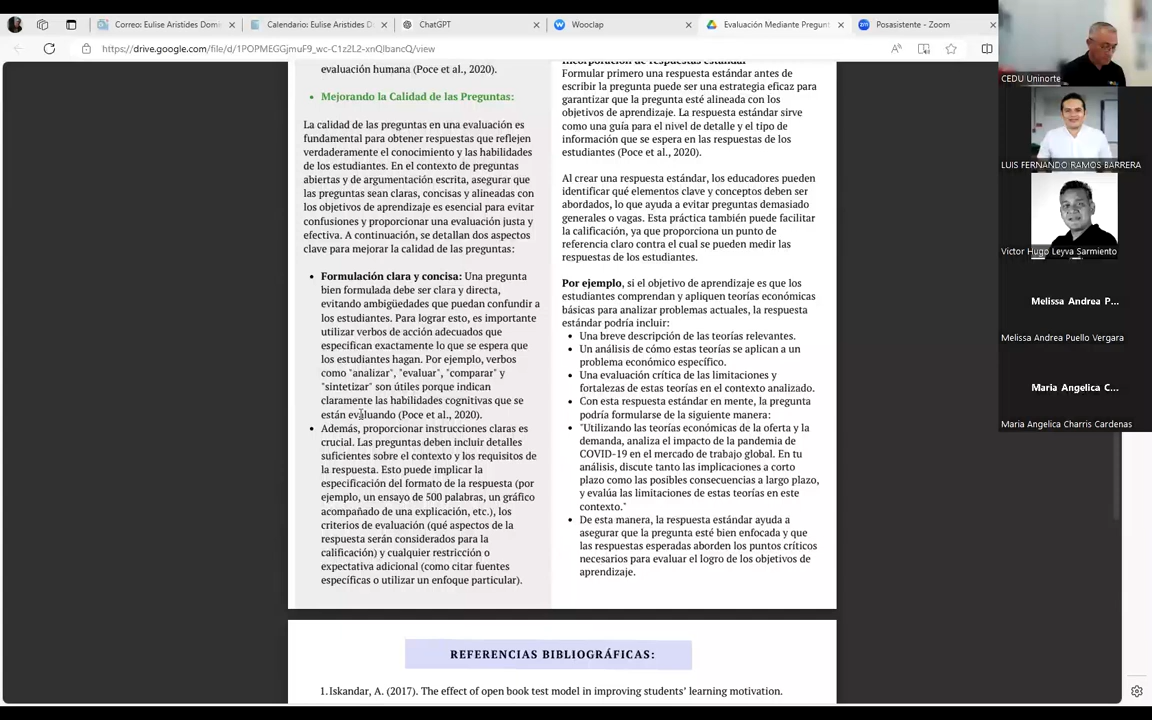 Correo: Eulise Aristides Domi
Calendario: Eulise Aristides D
ChatGPT
Wooclap
Evaluación Mediante Pregunt
Posasistente - Zoom
https://drive.google.com/file/d/1POPMEGGjmuF9_wc-C1z2L2-xnQlbancQ/view
evaluación humana (Poce et al., 2020).
• Mejorando la Calidad de las Preguntas:
La calidad de las preguntas en una evaluación es
fundamental para obtener respuestas que reflejen
verdaderamente el conocimiento y las habilidades
de los estudiantes. En el contexto de preguntas
abiertas y de argumentación escrita, asegurar que
las preguntas sean claras, concisas y alineadas con
los objetivos de aprendizaje es esencial para evitar
confusiones y proporcionar una evaluación justa y
efectiva. A continuación, se detallan dos aspectos
clave para mejorar la calidad de las preguntas:
• Formulación clara y concisa: Una pregunta
bien formulada debe ser clara y directa,
evitando ambigüedades que puedan confundir a
los estudiantes. Para lograr esto, es importante
utilizar verbos de acción adecuados que
especifican exactamente lo que se espera que
los estudiantes hagan. Por ejemplo, verbos
como "analizar", "evaluar", "comparar" y
"sintetizar" son útiles porque indican
claramente las habilidades cognitivas que se
están evaluando (Poce et al., 2020).
• Además, proporcionar instrucciones claras es
crucial. Las preguntas deben incluir detalles
suficientes sobre el contexto y los requisitos de
la respuesta. Esto puede implicar la
especificación del formato de la respuesta (por
ejemplo, un ensayo de 500 palabras, un gráfico
acompañado de una explicación, etc.), los
criterios de evaluación (qué aspectos de la
respuesta serán considerados para la
calificación) y cualquier restricción o
expectativa adicional (como citar fuentes
específicas o utilizar un enfoque particular).
Incorporación de respuestas estándar
Formular primero una respuesta estándar antes de
escribir la pregunta puede ser una estrategia eficaz para
garantizar que la pregunta esté alineada con los
objetivos de aprendizaje. La respuesta estándar sirve
como una guía para el nivel de detalle y el tipo de
información que se espera en las respuestas de los
estudiantes (Poce et al., 2020).
Al crear una respuesta estándar, los educadores pueden
identificar qué elementos clave y conceptos deben ser
abordados, lo que ayuda a evitar preguntas demasiado
generales o vagas. Esta práctica también puede facilitar
la calificación, ya que proporciona un punto de
referencia claro contra el cual se pueden medir las
respuestas de los estudiantes.
Por ejemplo, si el objetivo de aprendizaje es que los
estudiantes comprendan y apliquen teorías económicas
básicas para analizar problemas actuales, la respuesta
estándar podría incluir:
• Una breve descripción de las teorías relevantes.
• Un análisis de cómo estas teorías se aplican a un
problema económico específico.
• Una evaluación crítica de las limitaciones y
fortalezas de estas teorías en el contexto analizado.
• Con esta respuesta estándar en mente, la pregunta
podría formularse de la siguiente manera:
• "Utilizando las teorías económicas de la oferta y la
demanda, analiza el impacto de la pandemia de
COVID-19 en el mercado de trabajo global. En tu
análisis, discute tanto las implicaciones a corto
plazo como las posibles consecuencias a largo plazo,
y evalúa las limitaciones de estas teorías en este
contexto."
• De esta manera, la respuesta estándar ayuda a
asegurar que la pregunta esté bien enfocada y que
las respuestas esperadas aborden los puntos críticos
necesarios para evaluar el logro de los objetivos de
aprendizaje.
REFERENCIAS BIBLIOGRÁFICAS:
1. Iskandar, A. (2017). The effect of open book test model in improving students' learning motivation.
CEDU Uninorte
LUIS FERNANDO RAMOS BARRERA
Victor Hugo Leyva Sarmiento
Melissa Andrea P...
Melissa Andrea Puello Vergara
Maria Angelica C...
Maria Angelica Charris Cardenas